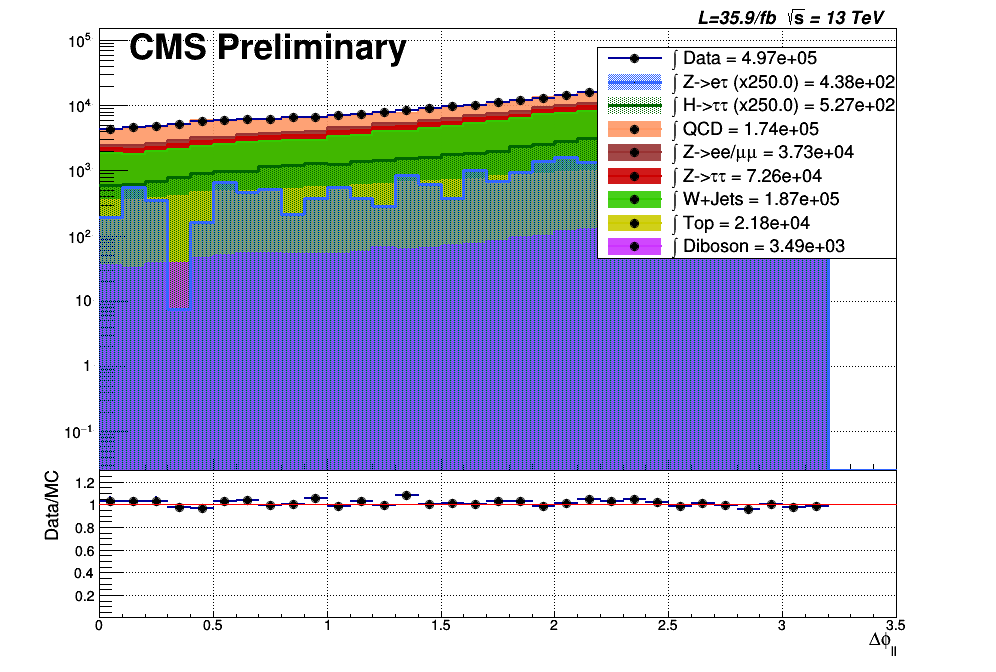 L=35.9/fb √s = 13 TeV
CMS Preliminary
∫ Data = 4.97e+05
∫ Z->eτ (x250.0) = 4.38e+02
∫ H->ττ (x250.0) = 5.27e+02
∫ QCD = 1.74e+05
∫ Z->ee/μμ = 3.73e+04
∫ Z->ττ = 7.26e+04
∫ W+Jets = 1.87e+05
∫ Top = 2.18e+04
∫ Diboson = 3.49e+03
10⁵
10⁴
10³
10²
10
1
10⁻¹
Data/MC
1.2
1
0.8
0.6
0.4
0.2
0 0.5 1 1.5 2 2.5 3 3.5
Δϕ_ll